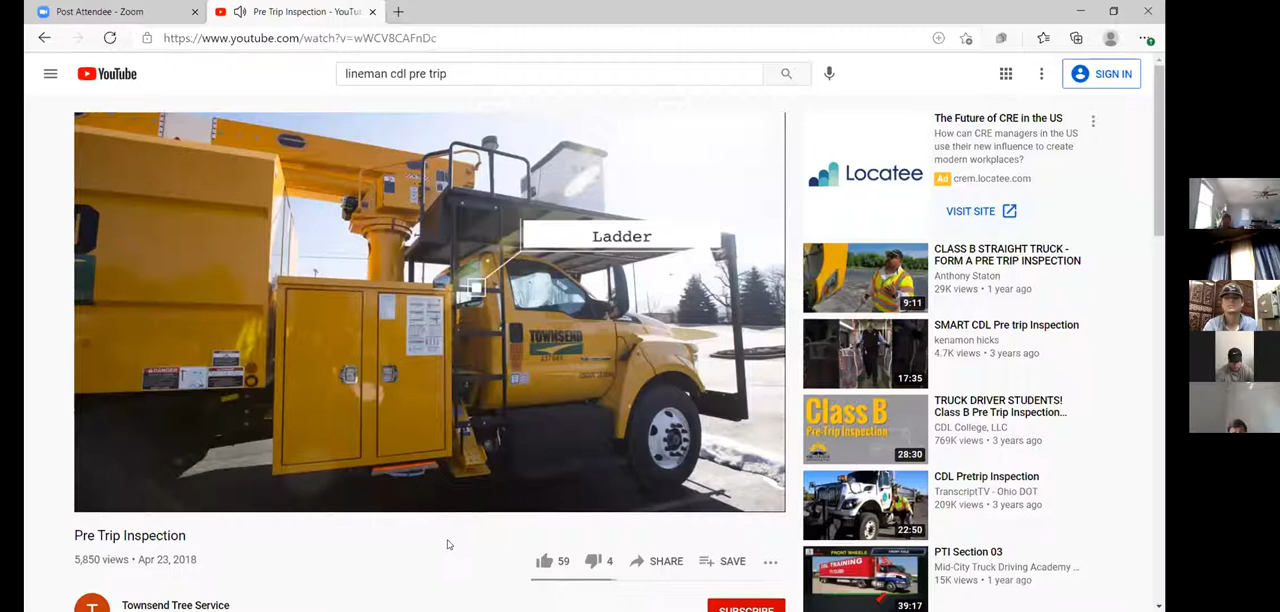 Post Attendee - Zoom
Pre Trip Inspection - YouTu
https://www.youtube.com/watch?v=wWCV8CAFnDc
YouTube
lineman cdl pre trip
SIGN IN
Ladder
TOWNSEND
DANGER
Pre Trip Inspection
5,850 views • Apr 23, 2018
59
4
SHARE
SAVE
Townsend Tree Service
SUBSCRIBE
The Future of CRE in the US
How can CRE managers in the US
use their new influence to create
modern workplaces?
Ad crem.locatee.com
Locatee
VISIT SITE
CLASS B STRAIGHT TRUCK -
FORM A PRE TRIP INSPECTION
Anthony Staton
29K views • 1 year ago
9:11
SMART CDL Pre trip Inspection
kenamon hicks
4.7K views • 3 years ago
17:35
TRUCK DRIVER STUDENTS!
Class B Pre Trip Inspection...
CDL College, LLC
769K views • 3 years ago
Class B
Pre-Trip Inspection
28:30
CDL Pretrip Inspection
TranscriptTV - Ohio DOT
209K views • 3 years ago
22:50
PTI Section 03
Mid-City Truck Driving Academy ...
15K views • 1 year ago
CDL TRAINING
39:17